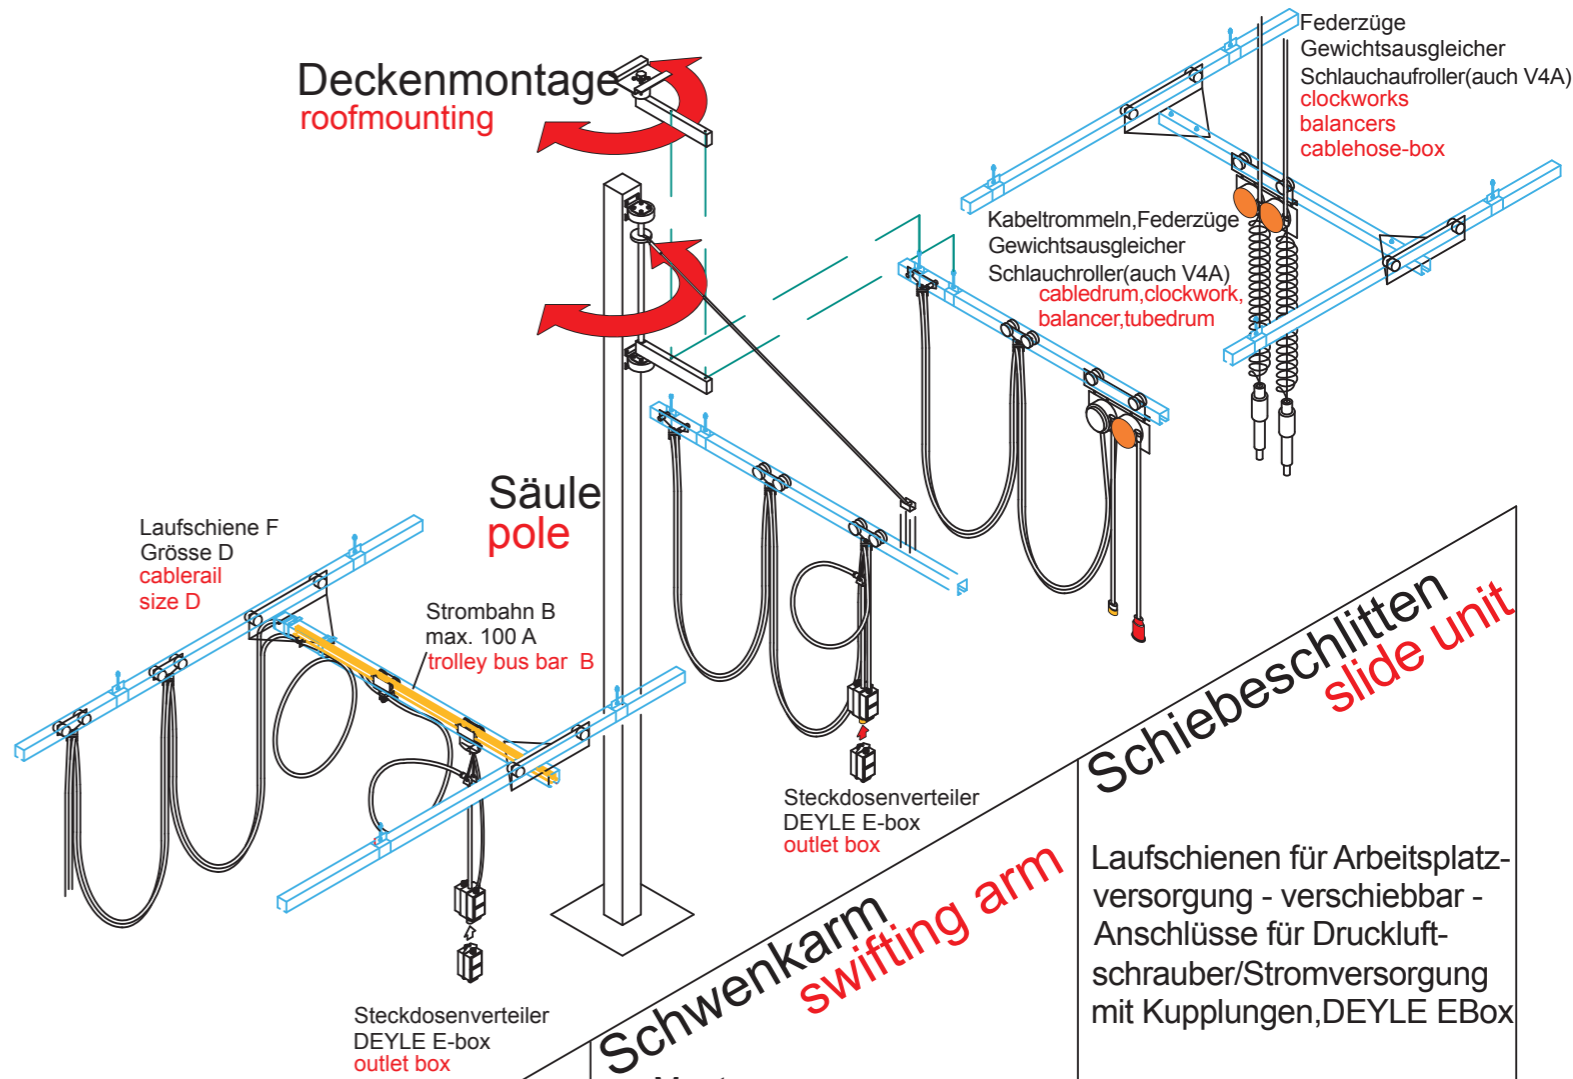 Deckenmontage
roofmounting
Federzüge
Gewichtsausgleicher
Schlauchaufroller(auch V4A)
clockworks
balancers
cablehose-box
Kabeltrommeln,Federzüge
Gewichtsausgleicher
Schlauchroller(auch V4A)
cabledrum,clockwork,
balancer,tubedrum
Säule
pole
Laufschiene F
Grösse D
cablerail
size D
Strombahn B
max. 100 A
trolley bus bar B
Steckdosenverteiler
DEYLE E-box
outlet box
Steckdosenverteiler
DEYLE E-box
outlet box
Schwenkarm
swifting arm
Schiebeschlitten
slide unit
Laufschienen für Arbeitsplatz-
versorgung - verschiebbar -
Anschlüsse für Druckluft-
schrauber/Stromversorgung
mit Kupplungen,DEYLE EBox